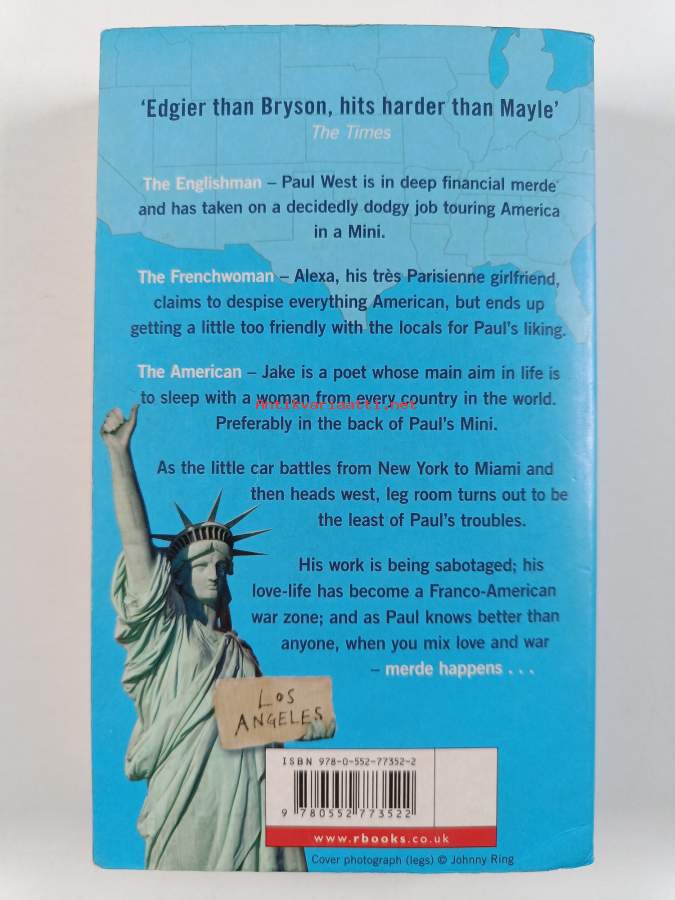 ‘Edgier than Bryson, hits harder than Mayle’
The Times
The Englishman – Paul West is in deep financial merde
and has taken on a decidedly dodgy job touring America
in a Mini.
The Frenchwoman – Alexa, his très Parisienne girlfriend,
claims to despise everything American, but ends up
getting a little too friendly with the locals for Paul's liking.
The American – Jake is a poet whose main aim in life is
to sleep with a woman from every country in the world.
Antikvariaatti.net
Preferably in the back of Paul's Mini.
As the little car battles from New York to Miami and
then heads west, leg room turns out to be
the least of Paul's troubles.
His work is being sabotaged; his
love-life has become a Franco-American
war zone; and as Paul knows better than
anyone, when you mix love and war
– merde happens . . .
LOS
ANGELES
ISBN 978-0-552-77352-2
9 780552 773522
www.rbooks.co.uk
Cover photograph (legs) © Johnny Ring